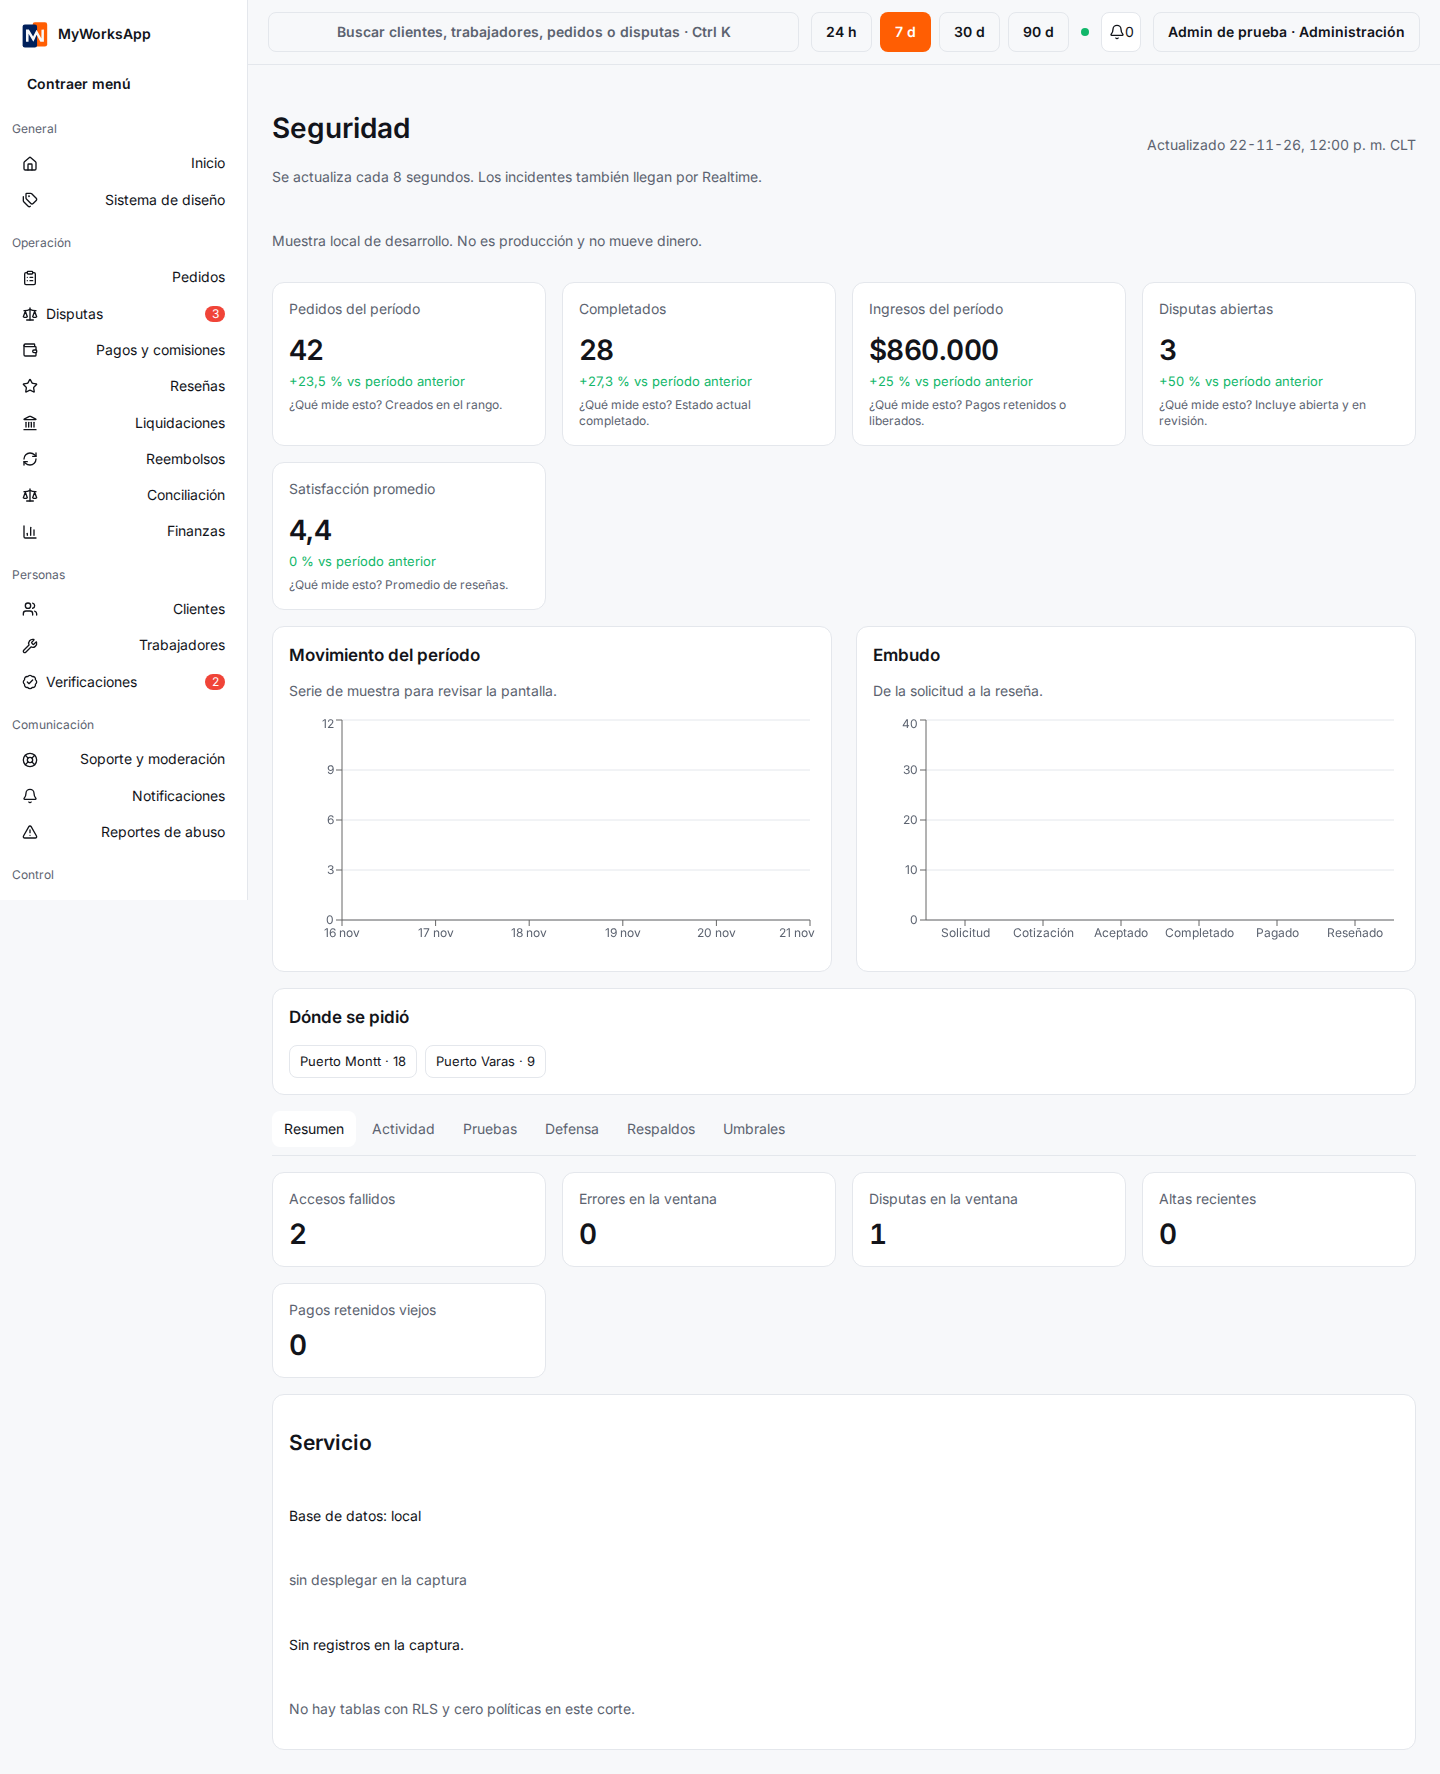 MyWorksApp
Contraer menú
General
Inicio
Sistema de diseño
Operación
Pedidos
Disputas 3
Pagos y comisiones
Reseñas
Liquidaciones
Reembolsos
Conciliación
Finanzas
Personas
Clientes
Trabajadores
Verificaciones 2
Comunicación
Soporte y moderación
Notificaciones
Reportes de abuso
Control
Buscar clientes, trabajadores, pedidos o disputas · Ctrl K
24 h
7 d
30 d
90 d
0
Admin de prueba · Administración
Seguridad
Actualizado 22-11-26, 12:00 p. m. CLT
Se actualiza cada 8 segundos. Los incidentes también llegan por Realtime.
Muestra local de desarrollo. No es producción y no mueve dinero.
Pedidos del período
42
+23,5 % vs período anterior
¿Qué mide esto? Creados en el rango.
Completados
28
+27,3 % vs período anterior
¿Qué mide esto? Estado actual
completado.
Ingresos del período
$860.000
+25 % vs período anterior
¿Qué mide esto? Pagos retenidos o
liberados.
Disputas abiertas
3
+50 % vs período anterior
¿Qué mide esto? Incluye abierta y en
revisión.
Satisfacción promedio
4,4
0 % vs período anterior
¿Qué mide esto? Promedio de reseñas.
Movimiento del período
Serie de muestra para revisar la pantalla.
12
9
6
3
0
16 nov 17 nov 18 nov 19 nov 20 nov 21 nov
Embudo
De la solicitud a la reseña.
40
30
20
10
0
Solicitud Cotización Aceptado Completado Pagado Reseñado
Dónde se pidió
Puerto Montt · 18
Puerto Varas · 9
Resumen Actividad Pruebas Defensa Respaldos Umbrales
Accesos fallidos
2
Errores en la ventana
0
Disputas en la ventana
1
Altas recientes
0
Pagos retenidos viejos
0
Servicio
Base de datos: local
sin desplegar en la captura
Sin registros en la captura.
No hay tablas con RLS y cero políticas en este corte.